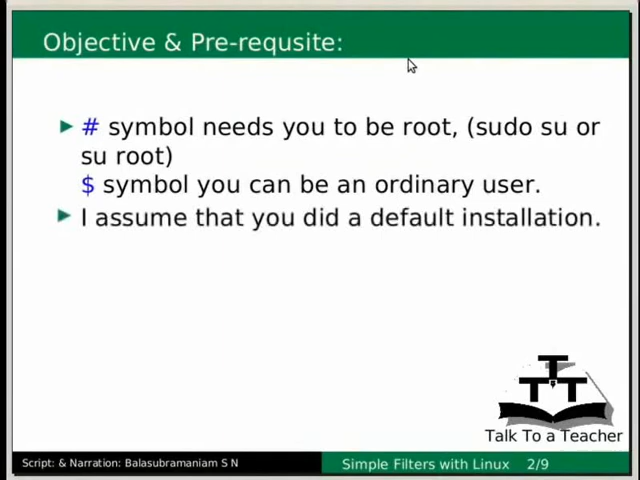 Objective & Pre-requsite:
# symbol needs you to be root, (sudo su or
su root)
$ symbol you can be an ordinary user.
I assume that you did a default installation.
TTT
Talk To a Teacher
Script: & Narration: Balasubramaniam S N
Simple Filters with Linux 2/9